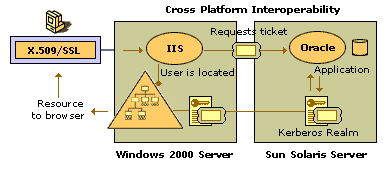 Cross Platform Interoperability
Requests ticket
X.509/SSL
IIS
Oracle
User is located
Application
Resource
to browser
Kerberos Realm
Windows 2000 Server
Sun Solaris Server